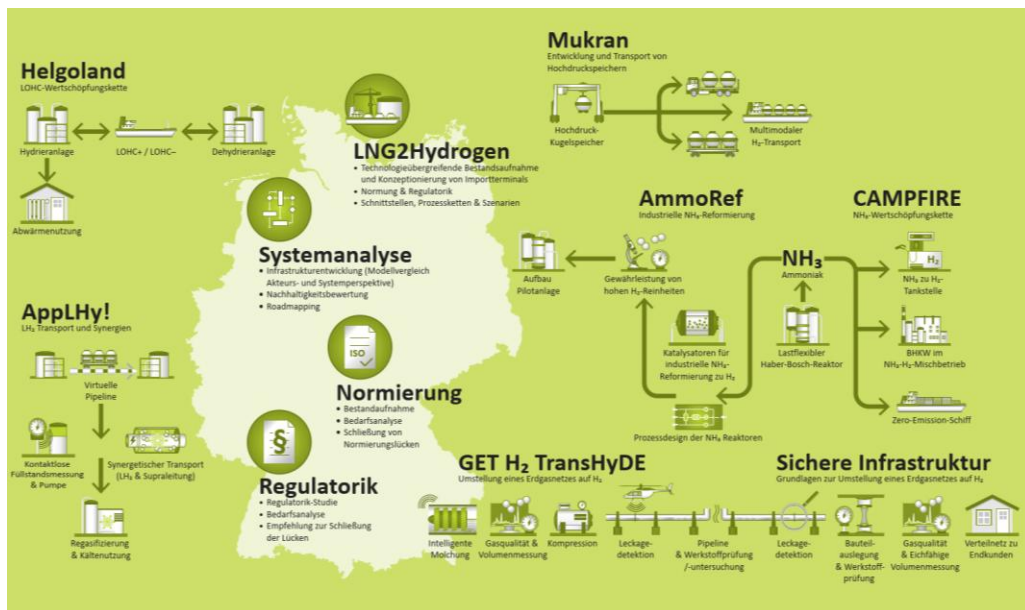 Helgoland
LOHC-Wertschöpfungskette
Hydrieranlage
LOHC+ / LOHC–
Dehydrieranlage
Abwärmenutzung
LNG2Hydrogen
• Technologieübergreifende Bestandsaufnahme
und Konzeptionierung von Importterminals
• Normung & Regulatorik
• Schnittstellen, Prozessketten & Szenarien
Mukran
Entwicklung und Transport von
Hochdruckspeichern
Hochdruck-
Kugelspeicher
Multimodaler
H₂-Transport
Systemanalyse
• Infrastrukturentwicklung (Modellvergleich
Akteurs- und Systemperspektive)
• Nachhaltigkeitsbewertung
• Roadmapping
AmmoRef
Industrielle NH₃-Reformierung
Aufbau
Pilotanlage
Gewährleistung von
hohen H₂-Reinheiten
Katalysatoren für
industrielle NH₃-
Reformierung zu H₂
Prozessdesign der NH₃ Reaktoren
CAMPFIRE
NH₃-Wertschöpfungskette
NH₃
Ammoniak
Lastflexibler
Haber-Bosch-Reaktor
H₂
NH₃ zu H₂-
Tankstelle
BHKW im
NH₃-H₂-Mischbetrieb
Zero-Emission-Schiff
AppLHy!
LH₂ Transport und Synergien
Virtuelle
Pipeline
Kontaktlose
Füllstandsmessung
& Pumpe
Synergetischer Transport
(LH₂ & Supraleitung)
Regasifizierung
& Kältenutzung
ISO
Normierung
• Bestandaufnahme
• Bedarfsanalyse
• Schließung von
Normierungslücken
§
Regulatorik
• Regulatorik-Studie
• Bedarfsanalyse
• Empfehlung zur Schließung
der Lücken
GET H₂ TransHyDE
Umstellung eines Erdgasnetzes auf H₂
Intelligente
Molchung
Gasqualität &
Volumenmessung
Kompression
Leckage-
detektion
Pipeline
& Werkstoffprüfung
/-untersuchung
Sichere Infrastruktur
Grundlagen zur Umstellung eines Erdgasnetzes auf H₂
Leckage-
detektion
Bauteil-
auslegung
& Werkstoff-
prüfung
Gasqualität
& Eichfähige
Volumenmessung
Verteilnetz zu
Endkunden